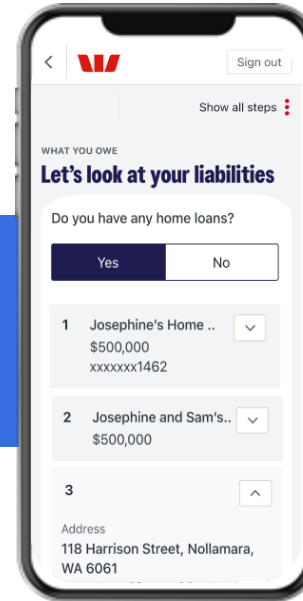 Sign out
Show all steps
WHAT YOU OWE
Let's look at your liabilities
Do you have any home loans?
Yes No
1 Josephine's Home ..
$500,000
xxxxxxx1462
2 Josephine and Sam's..
$500,000
3
Address
118 Harrison Street, Nollamara,
WA 6061